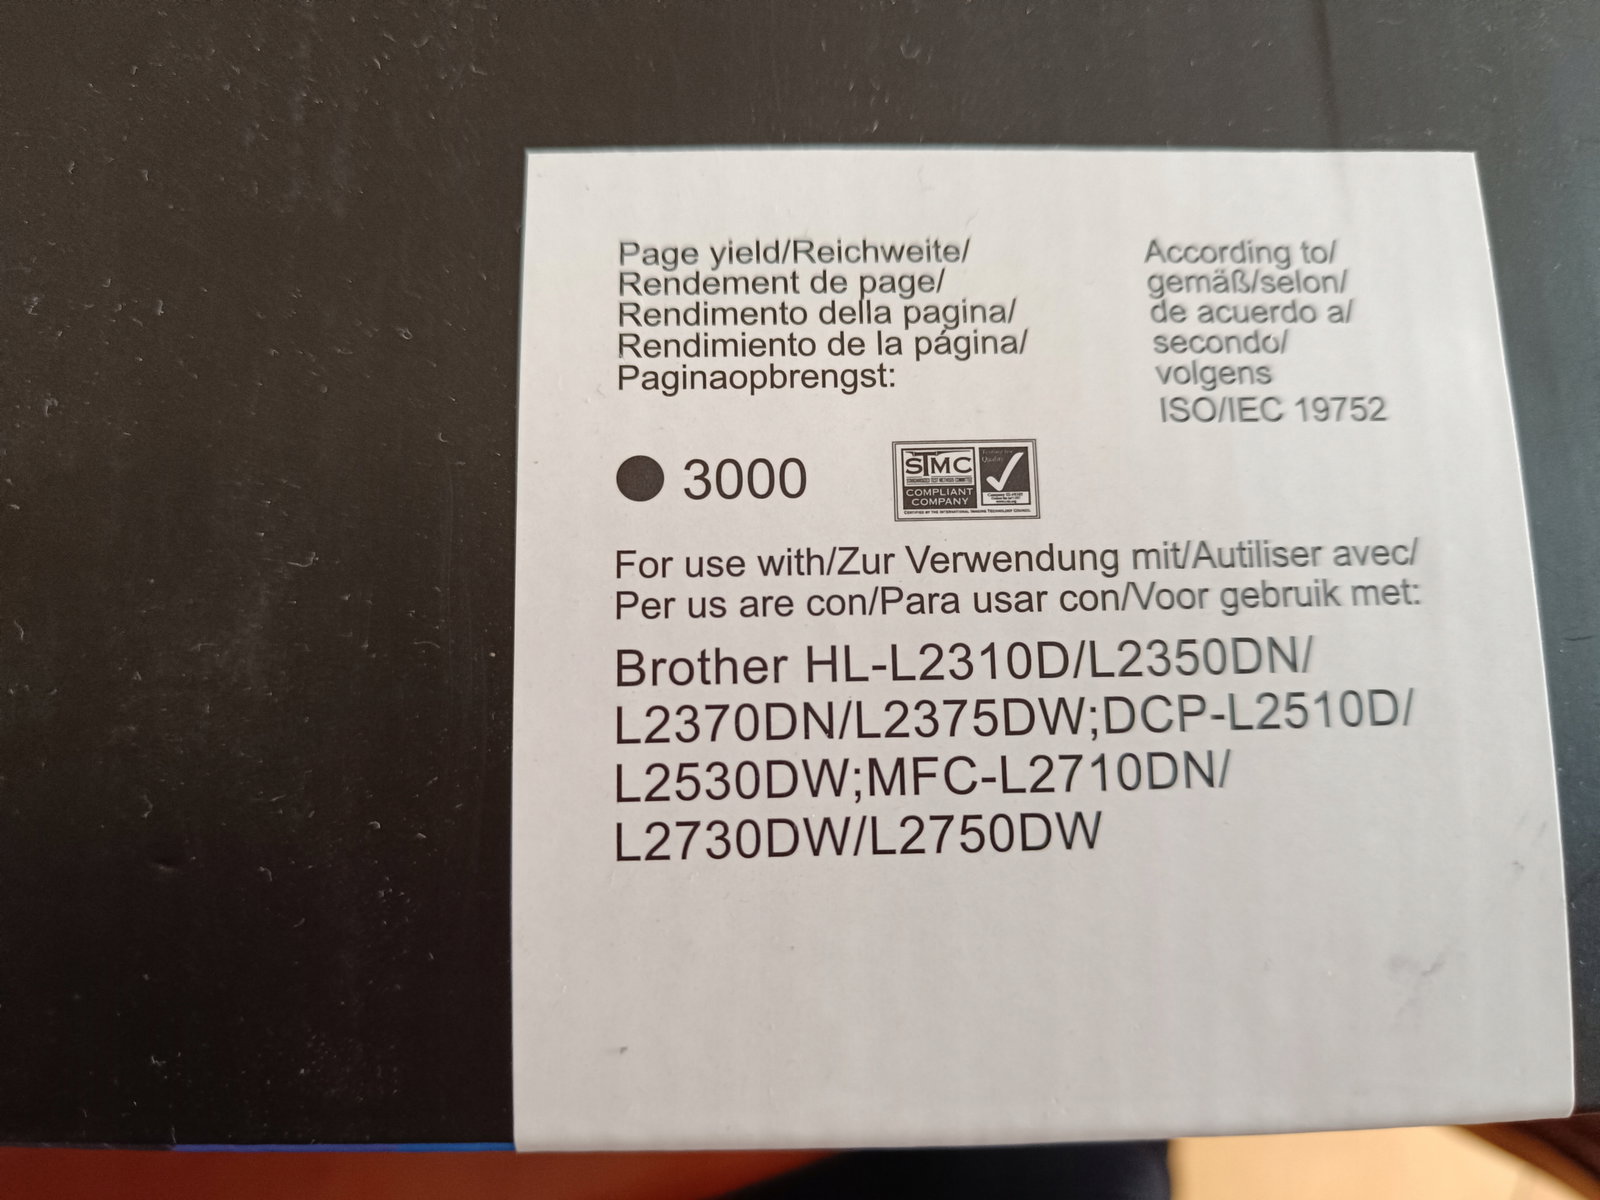 Page yield/Reichweite/
Rendement de page/
Rendimento della pagina/
Rendimiento de la página/
Paginaopbrengst:
According to/
gemäß/selon/
de acuerdo a/
secondo/
volgens
ISO/IEC 19752
3000
STMC
COMPLIANT
COMPANY
For use with/Zur Verwendung mit/Autiliser avec/
Per us are con/Para usar con/Voor gebruik met:
Brother HL-L2310D/L2350DN/
L2370DN/L2375DW;DCP-L2510D/
L2530DW;MFC-L2710DN/
L2730DW/L2750DW